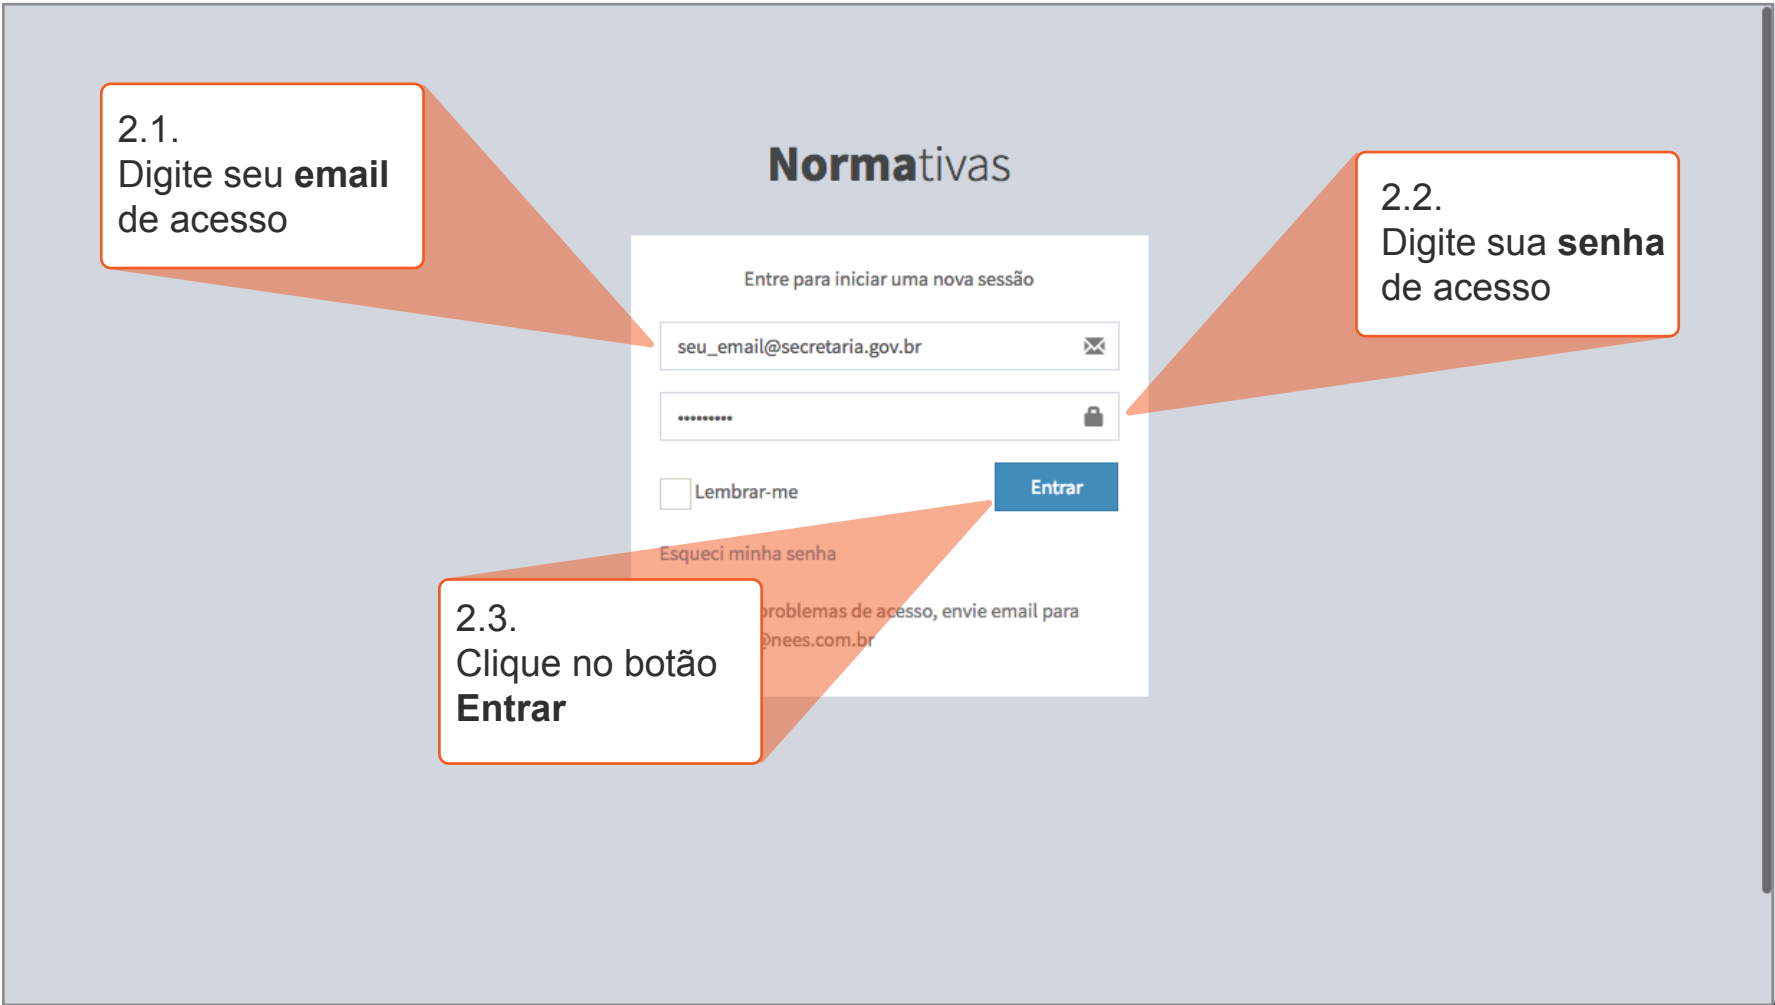 2.1.
Digite seu email
de acesso
Normativas
2.2.
Digite sua senha
de acesso
Entre para iniciar uma nova sessão
seu_email@secretaria.gov.br
•••••••••
Lembrar-me
Entrar
Esqueci minha senha
problemas de acesso, envie email para
@nees.com.br
2.3.
Clique no botão
Entrar